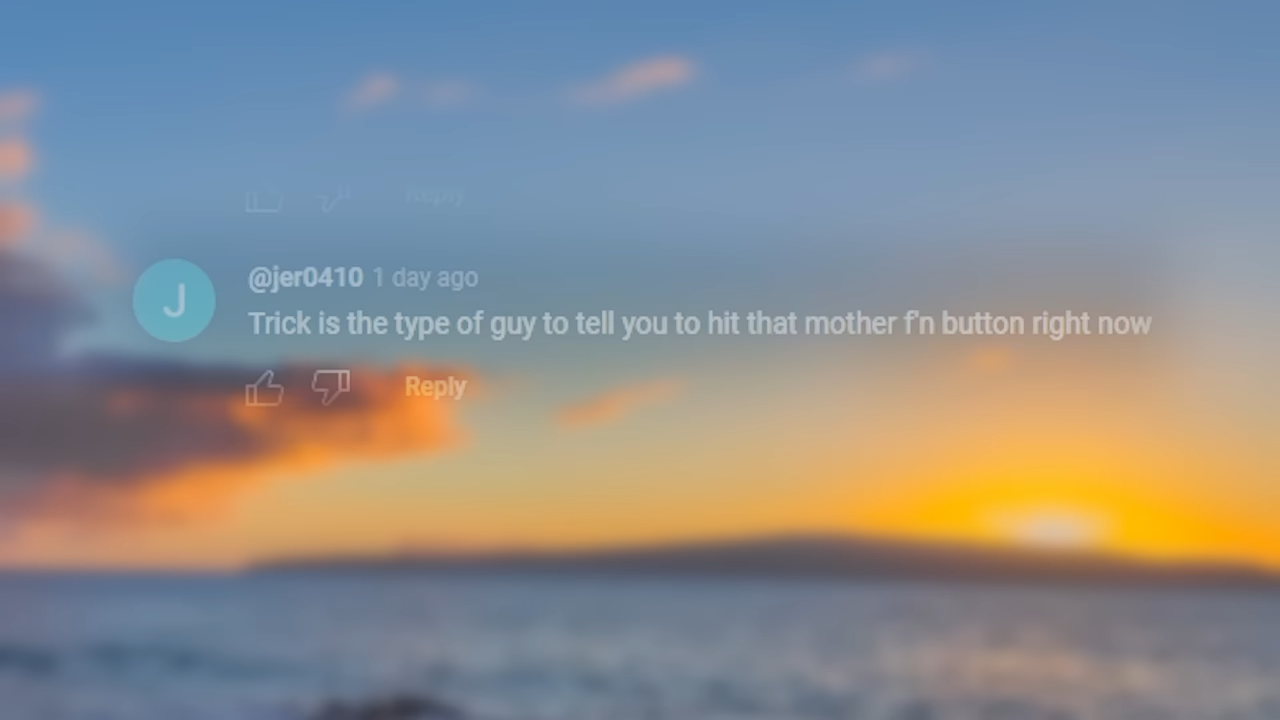 Reply
J
@jer0410 1 day ago
Trick is the type of guy to tell you to hit that mother f'n button right now
Reply